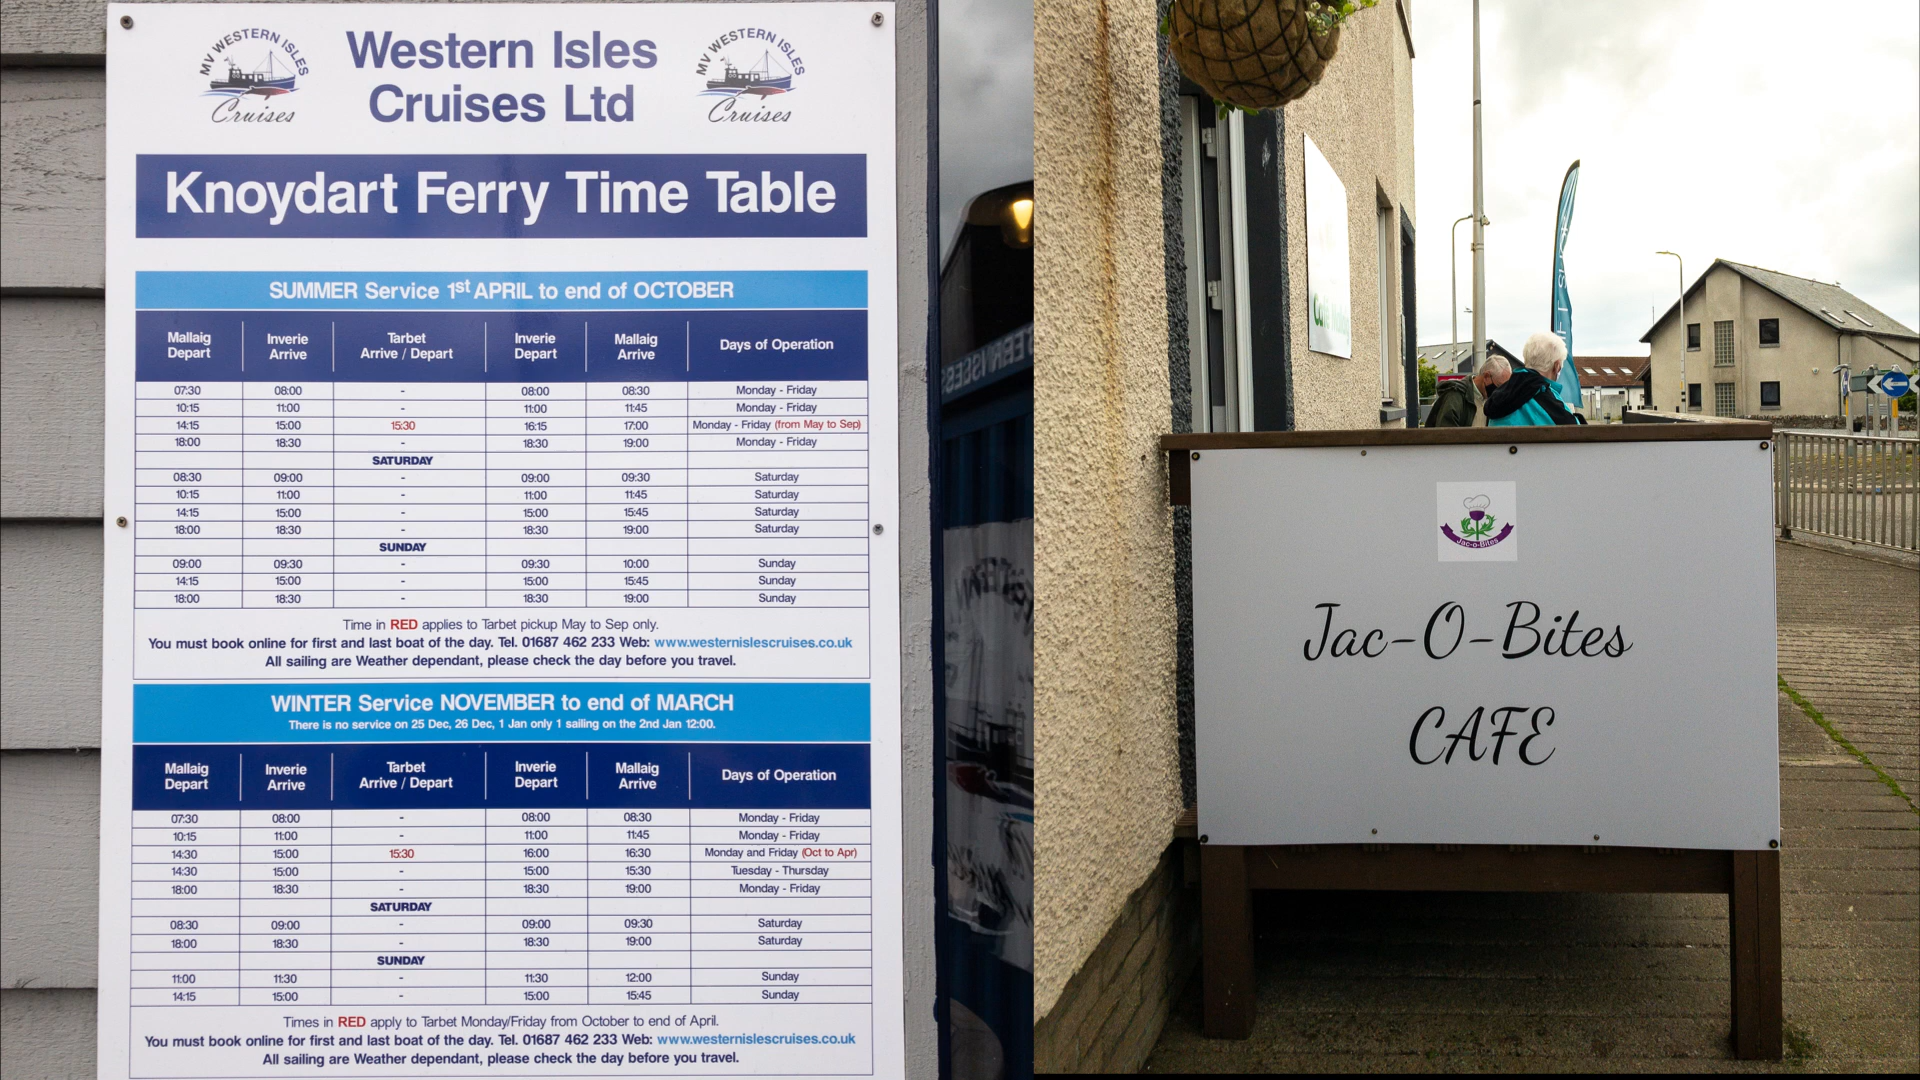 MV WESTERN ISLES
Cruises
Western Isles
Cruises Ltd
MV WESTERN ISLES
Cruises
Knoydart Ferry Time Table
SUMMER Service 1st APRIL to end of OCTOBER
Mallaig Depart Inverie Arrive Tarbet Arrive / Depart Inverie Depart Mallaig Arrive Days of Operation
07:30 08:00 - 08:00 08:30 Monday - Friday
10:15 11:00 - 11:00 11:45 Monday - Friday
14:15 15:00 15:30 16:15 17:00 Monday - Friday (from May to Sep)
18:00 18:30 - 18:30 19:00 Monday - Friday
SATURDAY
08:30 09:00 - 09:00 09:30 Saturday
10:15 11:00 - 11:00 11:45 Saturday
14:15 15:00 - 15:00 15:45 Saturday
18:00 18:30 - 18:30 19:00 Saturday
SUNDAY
09:00 09:30 - 09:30 10:00 Sunday
14:15 15:00 - 15:00 15:45 Sunday
18:00 18:30 - 18:30 19:00 Sunday
Time in RED applies to Tarbet pickup May to Sep only.
You must book online for first and last boat of the day. Tel. 01687 462 233 Web: www.westernislescruises.co.uk
All sailing are Weather dependant, please check the day before you travel.
WINTER Service NOVEMBER to end of MARCH
There is no service on 25 Dec, 26 Dec, 1 Jan only 1 sailing on the 2nd Jan 12:00.
Mallaig Depart Inverie Arrive Tarbet Arrive / Depart Inverie Depart Mallaig Arrive Days of Operation
07:30 08:00 - 08:00 08:30 Monday - Friday
10:15 11:00 - 11:00 11:45 Monday - Friday
14:30 15:00 15:30 16:00 16:30 Monday and Friday (Oct to Apr)
14:30 15:00 - 15:00 15:30 Tuesday - Thursday
18:00 18:30 - 18:30 19:00 Monday - Friday
SATURDAY
08:30 09:00 - 09:00 09:30 Saturday
18:00 18:30 - 18:30 19:00 Saturday
SUNDAY
11:00 11:30 - 11:30 12:00 Sunday
14:15 15:00 - 15:00 15:45 Sunday
Times in RED apply to Tarbet Monday/Friday from October to end of April.
You must book online for first and last boat of the day. Tel. 01687 462 233 Web: www.westernislescruises.co.uk
All sailing are Weather dependant, please check the day before you travel.
Jac-o-Bites
Jac-O-Bites
CAFE